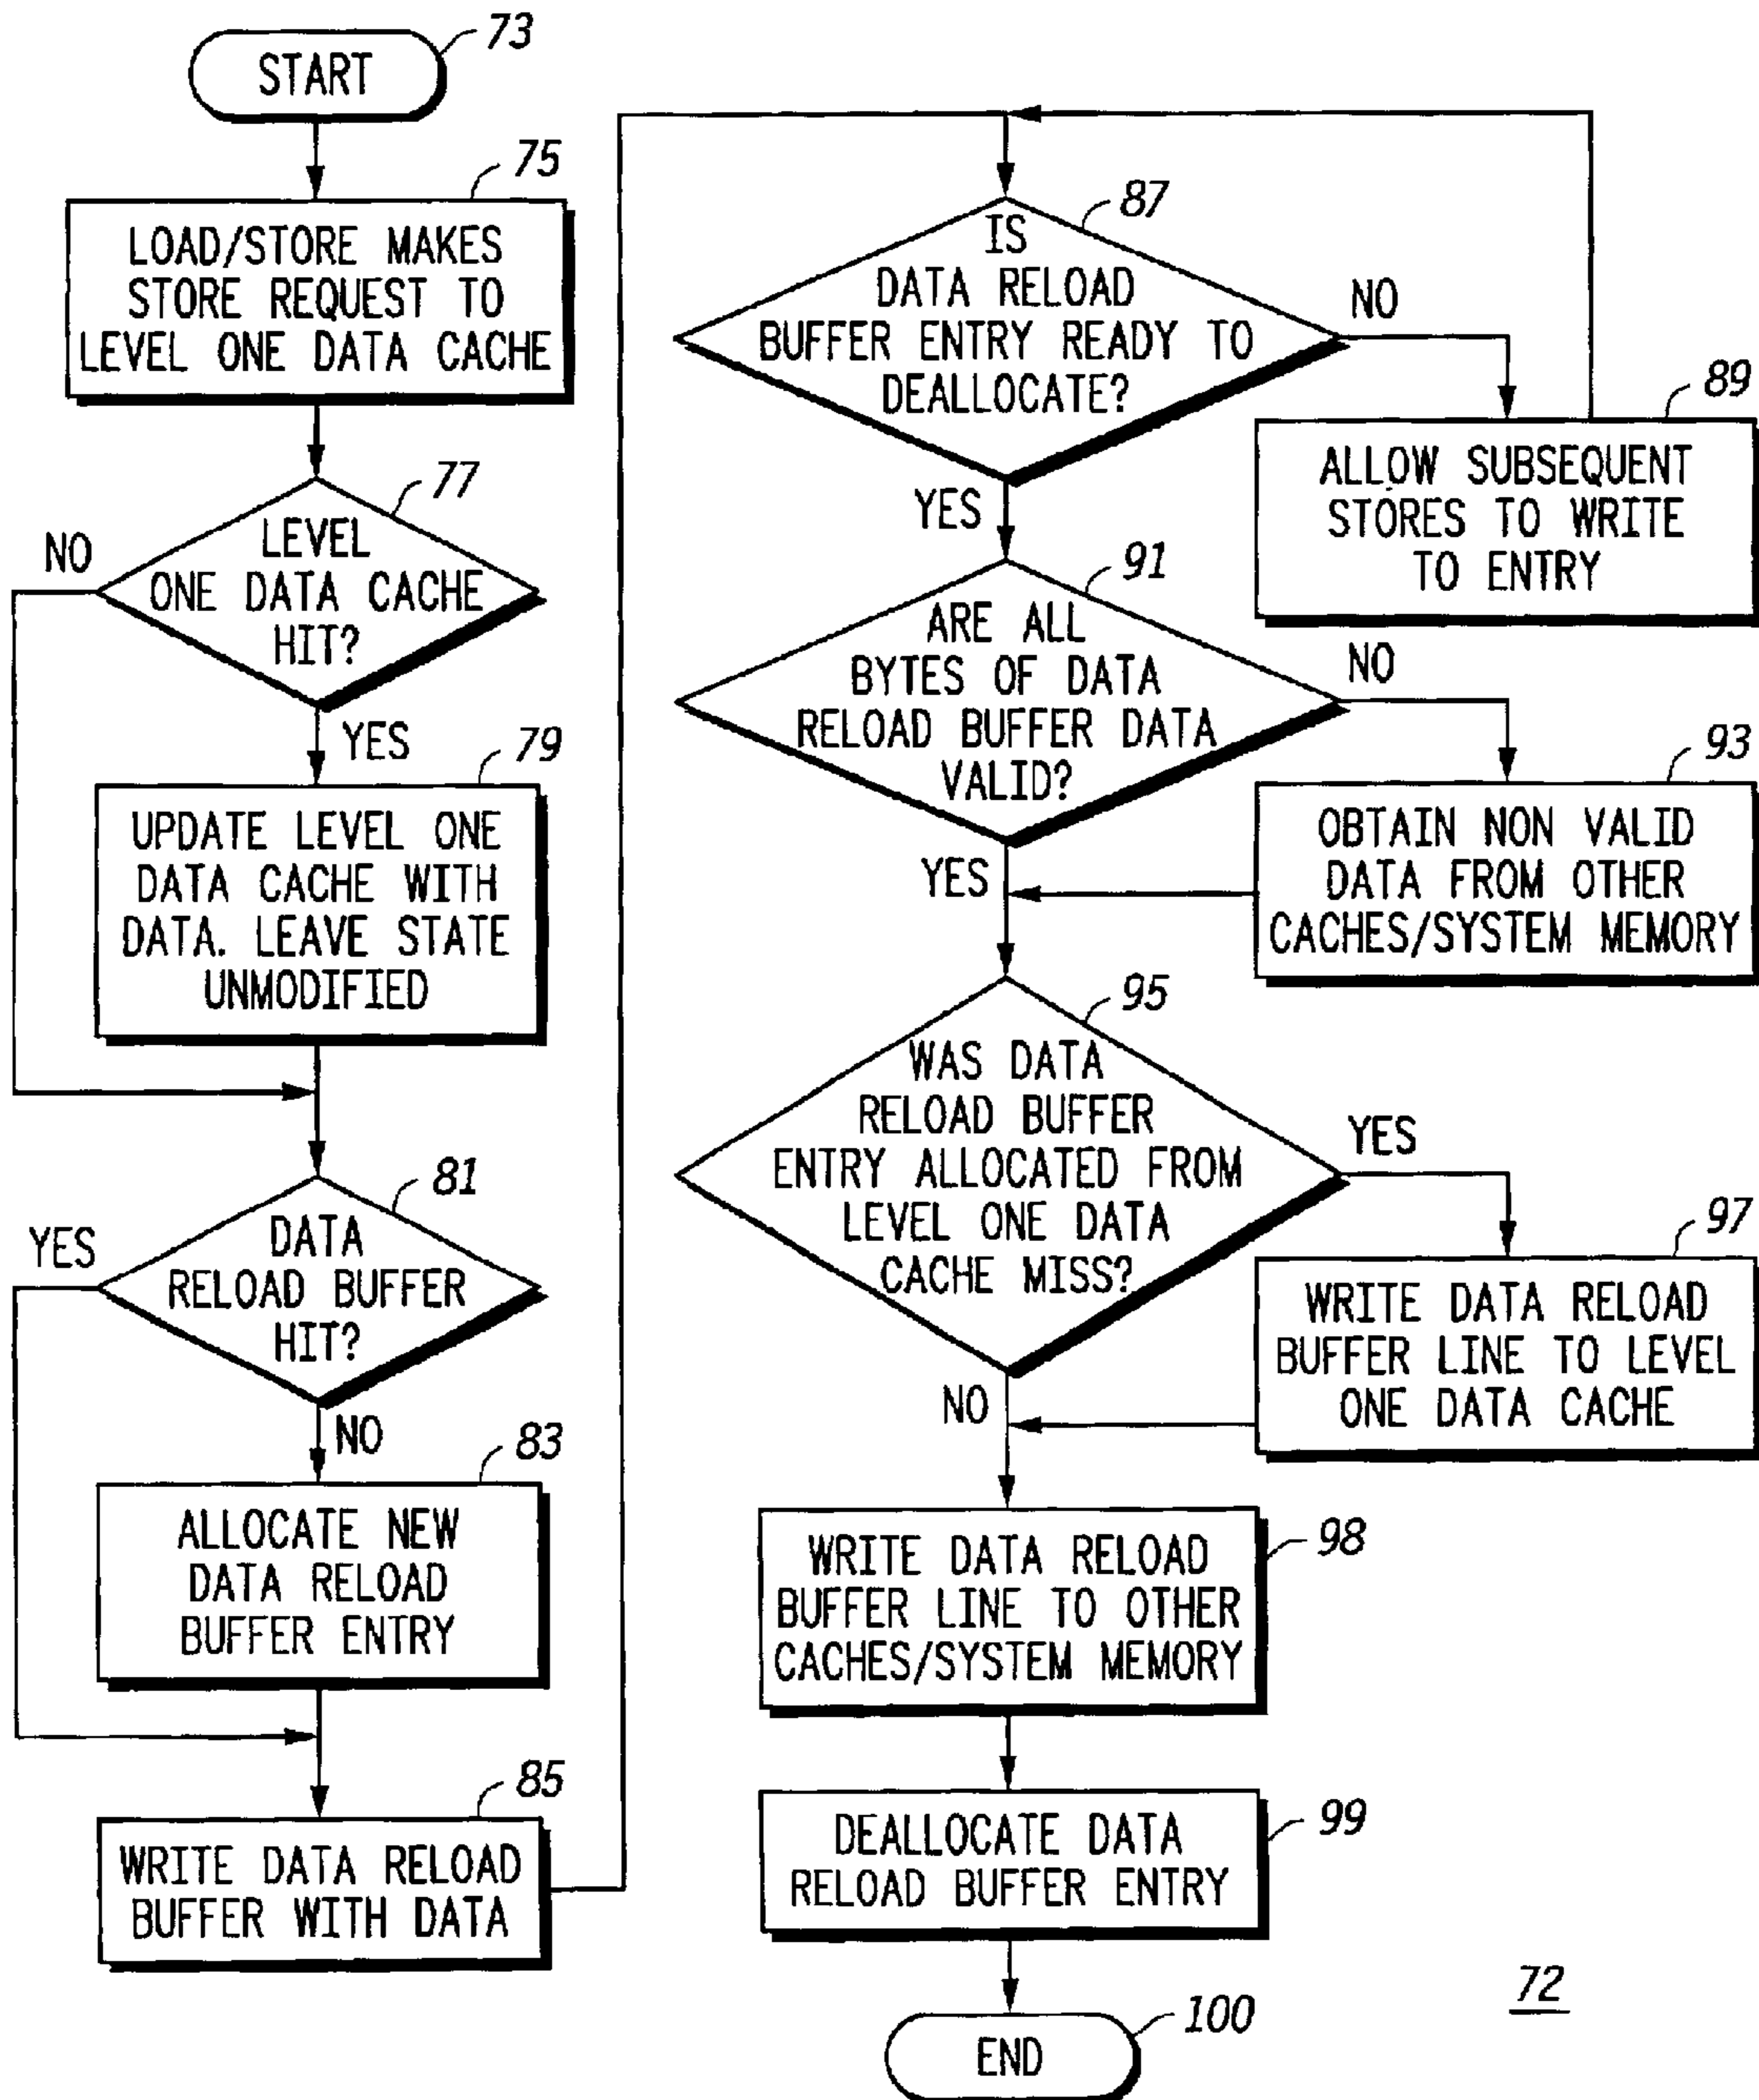 73
START
75
LOAD/STORE MAKES
STORE REQUEST TO
LEVEL ONE DATA CACHE
77
NO
LEVEL
ONE DATA CACHE
HIT?
YES
79
UPDATE LEVEL ONE
DATA CACHE WITH
DATA. LEAVE STATE
UNMODIFIED
81
YES
DATA
RELOAD BUFFER
HIT?
NO
83
ALLOCATE NEW
DATA RELOAD
BUFFER ENTRY
85
WRITE DATA RELOAD
BUFFER WITH DATA
87
IS
DATA RELOAD
BUFFER ENTRY READY TO
DEALLOCATE?
NO
89
ALLOW SUBSEQUENT
STORES TO WRITE
TO ENTRY
YES
91
ARE ALL
BYTES OF DATA
RELOAD BUFFER DATA
VALID?
NO
93
OBTAIN NON VALID
DATA FROM OTHER
CACHES/SYSTEM MEMORY
YES
95
WAS DATA
RELOAD BUFFER
ENTRY ALLOCATED FROM
LEVEL ONE DATA
CACHE MISS?
YES
97
WRITE DATA RELOAD
BUFFER LINE TO LEVEL
ONE DATA CACHE
NO
98
WRITE DATA RELOAD
BUFFER LINE TO OTHER
CACHES/SYSTEM MEMORY
99
DEALLOCATE DATA
RELOAD BUFFER ENTRY
100
END
72